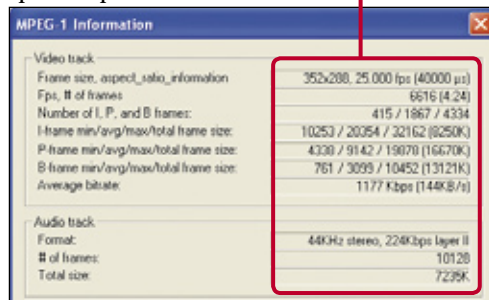 MPEG-1 Information
Video track
Frame size, aspect_ratio_information 352x288, 25.000 fps (40000 µs)
Fps, # of frames 6616 (4:24)
Number of I, P, and B frames: 415 / 1867 / 4334
I-frame min/avg/max/total frame size: 10253 / 20354 / 32162 (8250K)
P-frame min/avg/max/total frame size: 4338 / 9142 / 19878 (16670K)
B-frame min/avg/max/total frame size: 761 / 3099 / 10452 (13121K)
Average bitrate: 1177 Kbps (144KB/s)
Audio track
Format: 44KHz stereo, 224Kbps layer II
# of frames: 10128
Total size: 7235K